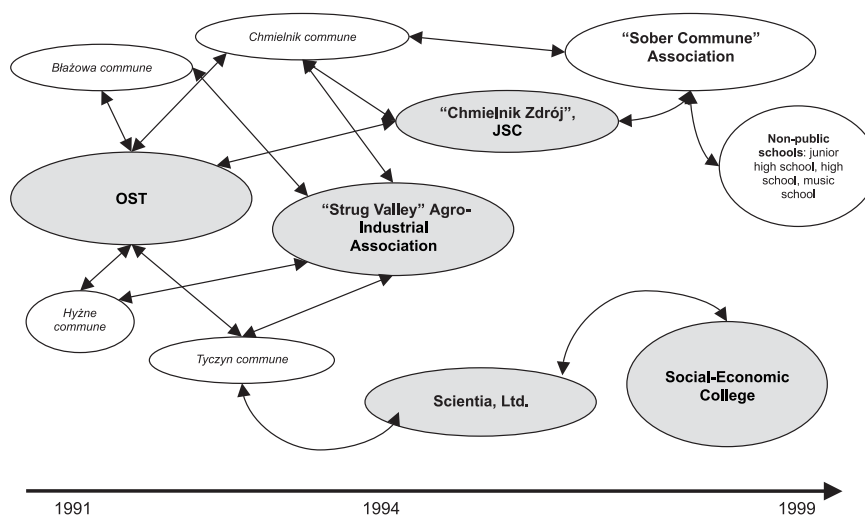 Chmielnik commune
“Sober Commune”
Association
Błażowa commune
“Chmielnik Zdrój”,
JSC
Non-public
schools: junior
high school, high
school, music
school
OST
“Strug Valley” Agro-
Industrial
Association
Hyżne
commune
Tyczyn commune
Scientia, Ltd.
Social-Economic
College
1991
1994
1999